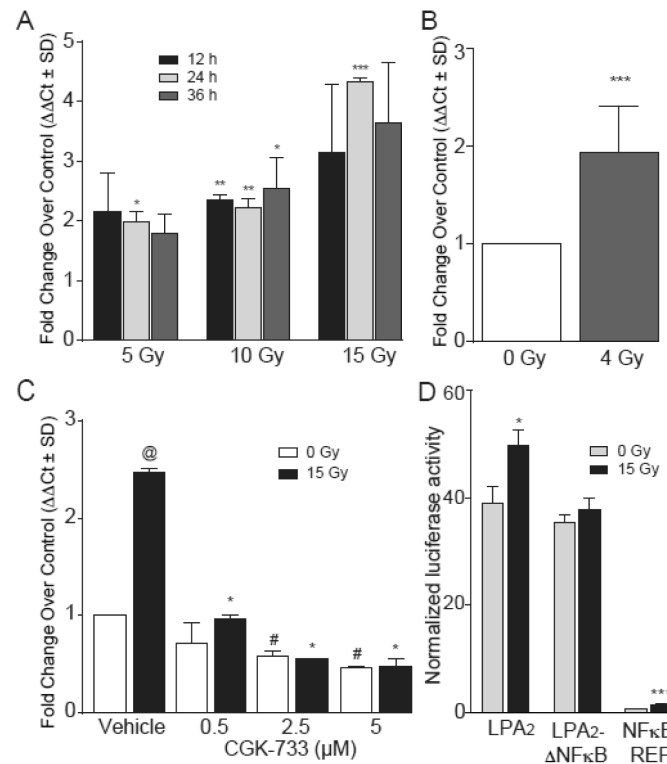 A
Fold Change Over Control (ΔΔCt ± SD)
5
4
3
2
1
0
12 h
24 h
36 h
*
**
**
*
***
5 Gy
10 Gy
15 Gy
B
Fold Change Over Control (ΔΔCt ± SD)
3
2
1
0
***
0 Gy
4 Gy
C
Fold Change Over Control (ΔΔCt ± SD)
3
2
1
0
@
0 Gy
15 Gy
*
#
*
#
*
Vehicle
0.5
2.5
5
CGK-733 (μM)
D
Normalized luciferase activity
60
40
20
0
*
0 Gy
15 Gy
***
LPA₂
LPA₂-
ΔNFκB
NFκB
REP